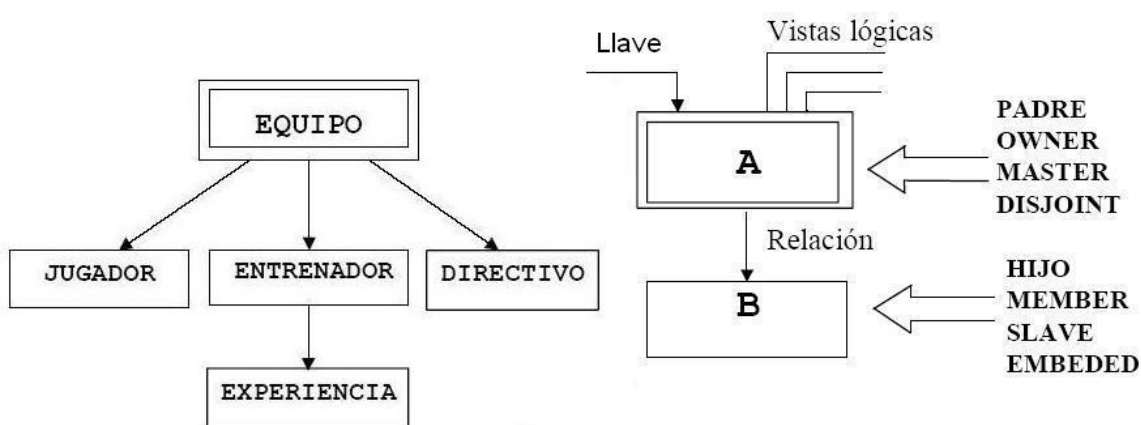 EQUIPO
JUGADOR
ENTRENADOR
DIRECTIVO
EXPERIENCIA
Llave
Vistas lógicas
A
Relación
B
PADRE
OWNER
MASTER
DISJOINT
HIJO
MEMBER
SLAVE
EMBEDED